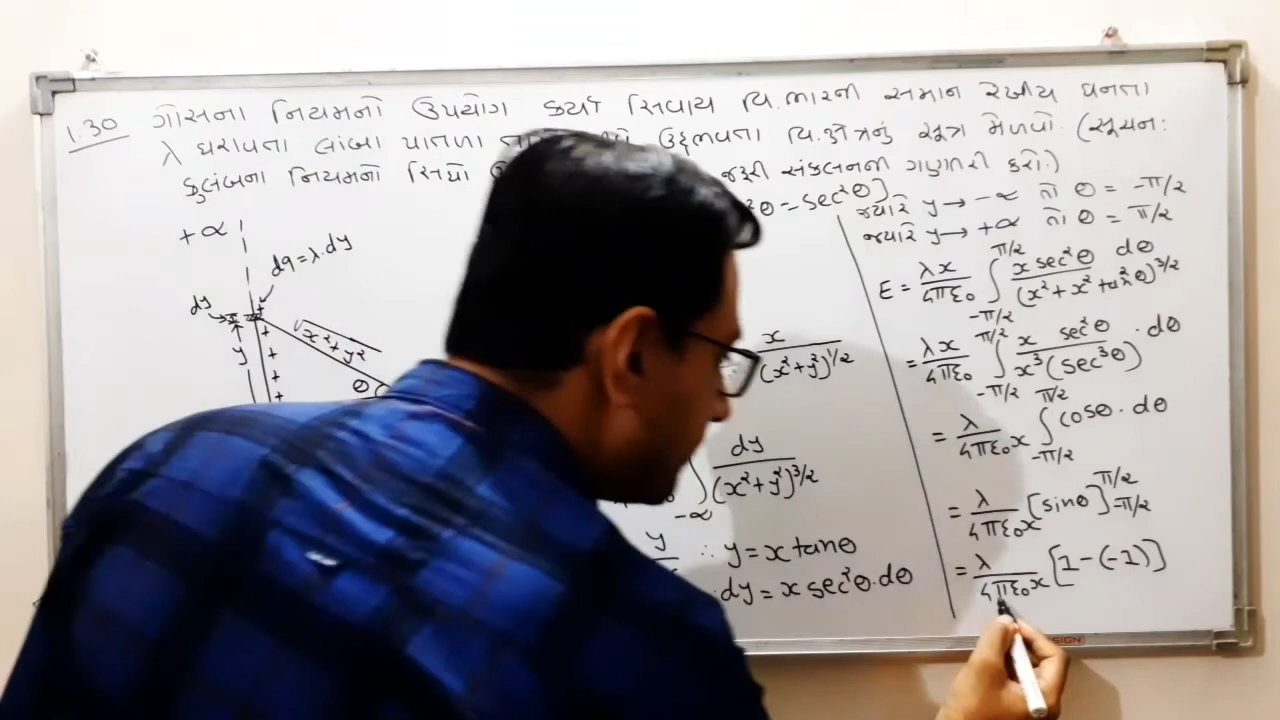 1.30 ગૌસના નિયમનો ઉપયોગ કર્યા સિવાય વિ.ભારની સમાન રેખીય ઘનતા
λ ધરાવતા લાંબા પાતળા ઉદ્ભવતા વિ.ક્ષેત્રનું સૂત્ર મેળવો. (સૂચન:
કુલંબના નિયમનો સિધો જરૂરી સંકલનની ગણતરી કરો.)
+∝
dq = λ.dy
dy
y
√x²+y²
θ
²θ = sec²θ]
x
(x²+y²)^1/2
dy
(x²+y²)^3/2
-∝
y
∴ y = x tanθ
dy = x sec²θ.dθ
જ્યારે y → -∝ તો θ = -π/2
જ્યારે y → +∝ તો θ = π/2
E = λx/4πε₀ ∫_{-π/2}^{π/2} x sec²θ dθ/(x²+x²+tan²θ)^3/2
= λx/4πε₀ ∫_{-π/2}^{π/2} x sec²θ/x³(sec³θ) . dθ
= λ/4πε₀x ∫_{-π/2}^{π/2} cosθ . dθ
= λ/4πε₀x [sinθ]_{-π/2}^{π/2}
= λ/4πε₀x [1-(-1)]